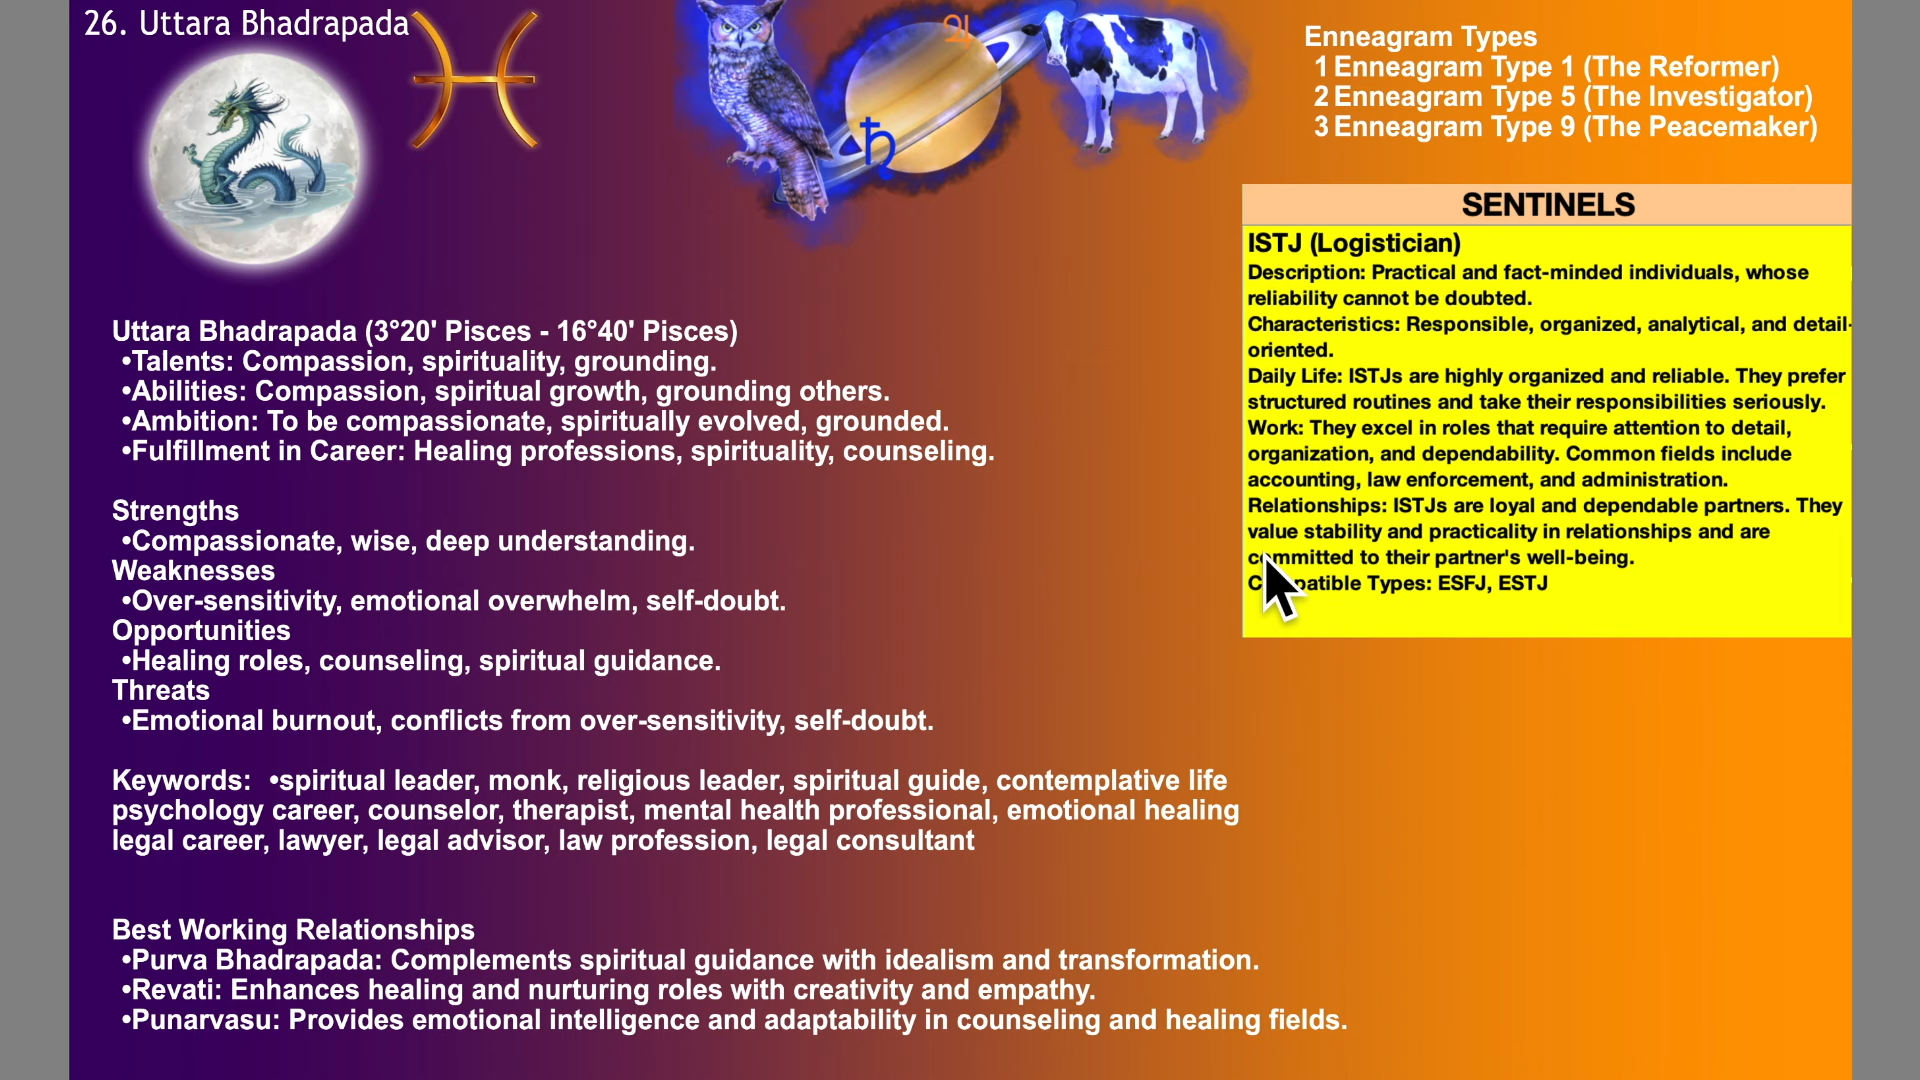 26. Uttara Bhadrapada
Enneagram Types
1 Enneagram Type 1 (The Reformer)
2 Enneagram Type 5 (The Investigator)
3 Enneagram Type 9 (The Peacemaker)
SENTINELS
ISTJ (Logistician)
Description: Practical and fact-minded individuals, whose
reliability cannot be doubted.
Characteristics: Responsible, organized, analytical, and detail-
oriented.
Daily Life: ISTJs are highly organized and reliable. They prefer
structured routines and take their responsibilities seriously.
Work: They excel in roles that require attention to detail,
organization, and dependability. Common fields include
accounting, law enforcement, and administration.
Relationships: ISTJs are loyal and dependable partners. They
value stability and practicality in relationships and are
committed to their partner's well-being.
Compatible Types: ESFJ, ESTJ
Uttara Bhadrapada (3°20' Pisces - 16°40' Pisces)
•Talents: Compassion, spirituality, grounding.
•Abilities: Compassion, spiritual growth, grounding others.
•Ambition: To be compassionate, spiritually evolved, grounded.
•Fulfillment in Career: Healing professions, spirituality, counseling.
Strengths
•Compassionate, wise, deep understanding.
Weaknesses
•Over-sensitivity, emotional overwhelm, self-doubt.
Opportunities
•Healing roles, counseling, spiritual guidance.
Threats
•Emotional burnout, conflicts from over-sensitivity, self-doubt.
Keywords: •spiritual leader, monk, religious leader, spiritual guide, contemplative life
psychology career, counselor, therapist, mental health professional, emotional healing
legal career, lawyer, legal advisor, law profession, legal consultant
Best Working Relationships
•Purva Bhadrapada: Complements spiritual guidance with idealism and transformation.
•Revati: Enhances healing and nurturing roles with creativity and empathy.
•Punarvasu: Provides emotional intelligence and adaptability in counseling and healing fields.